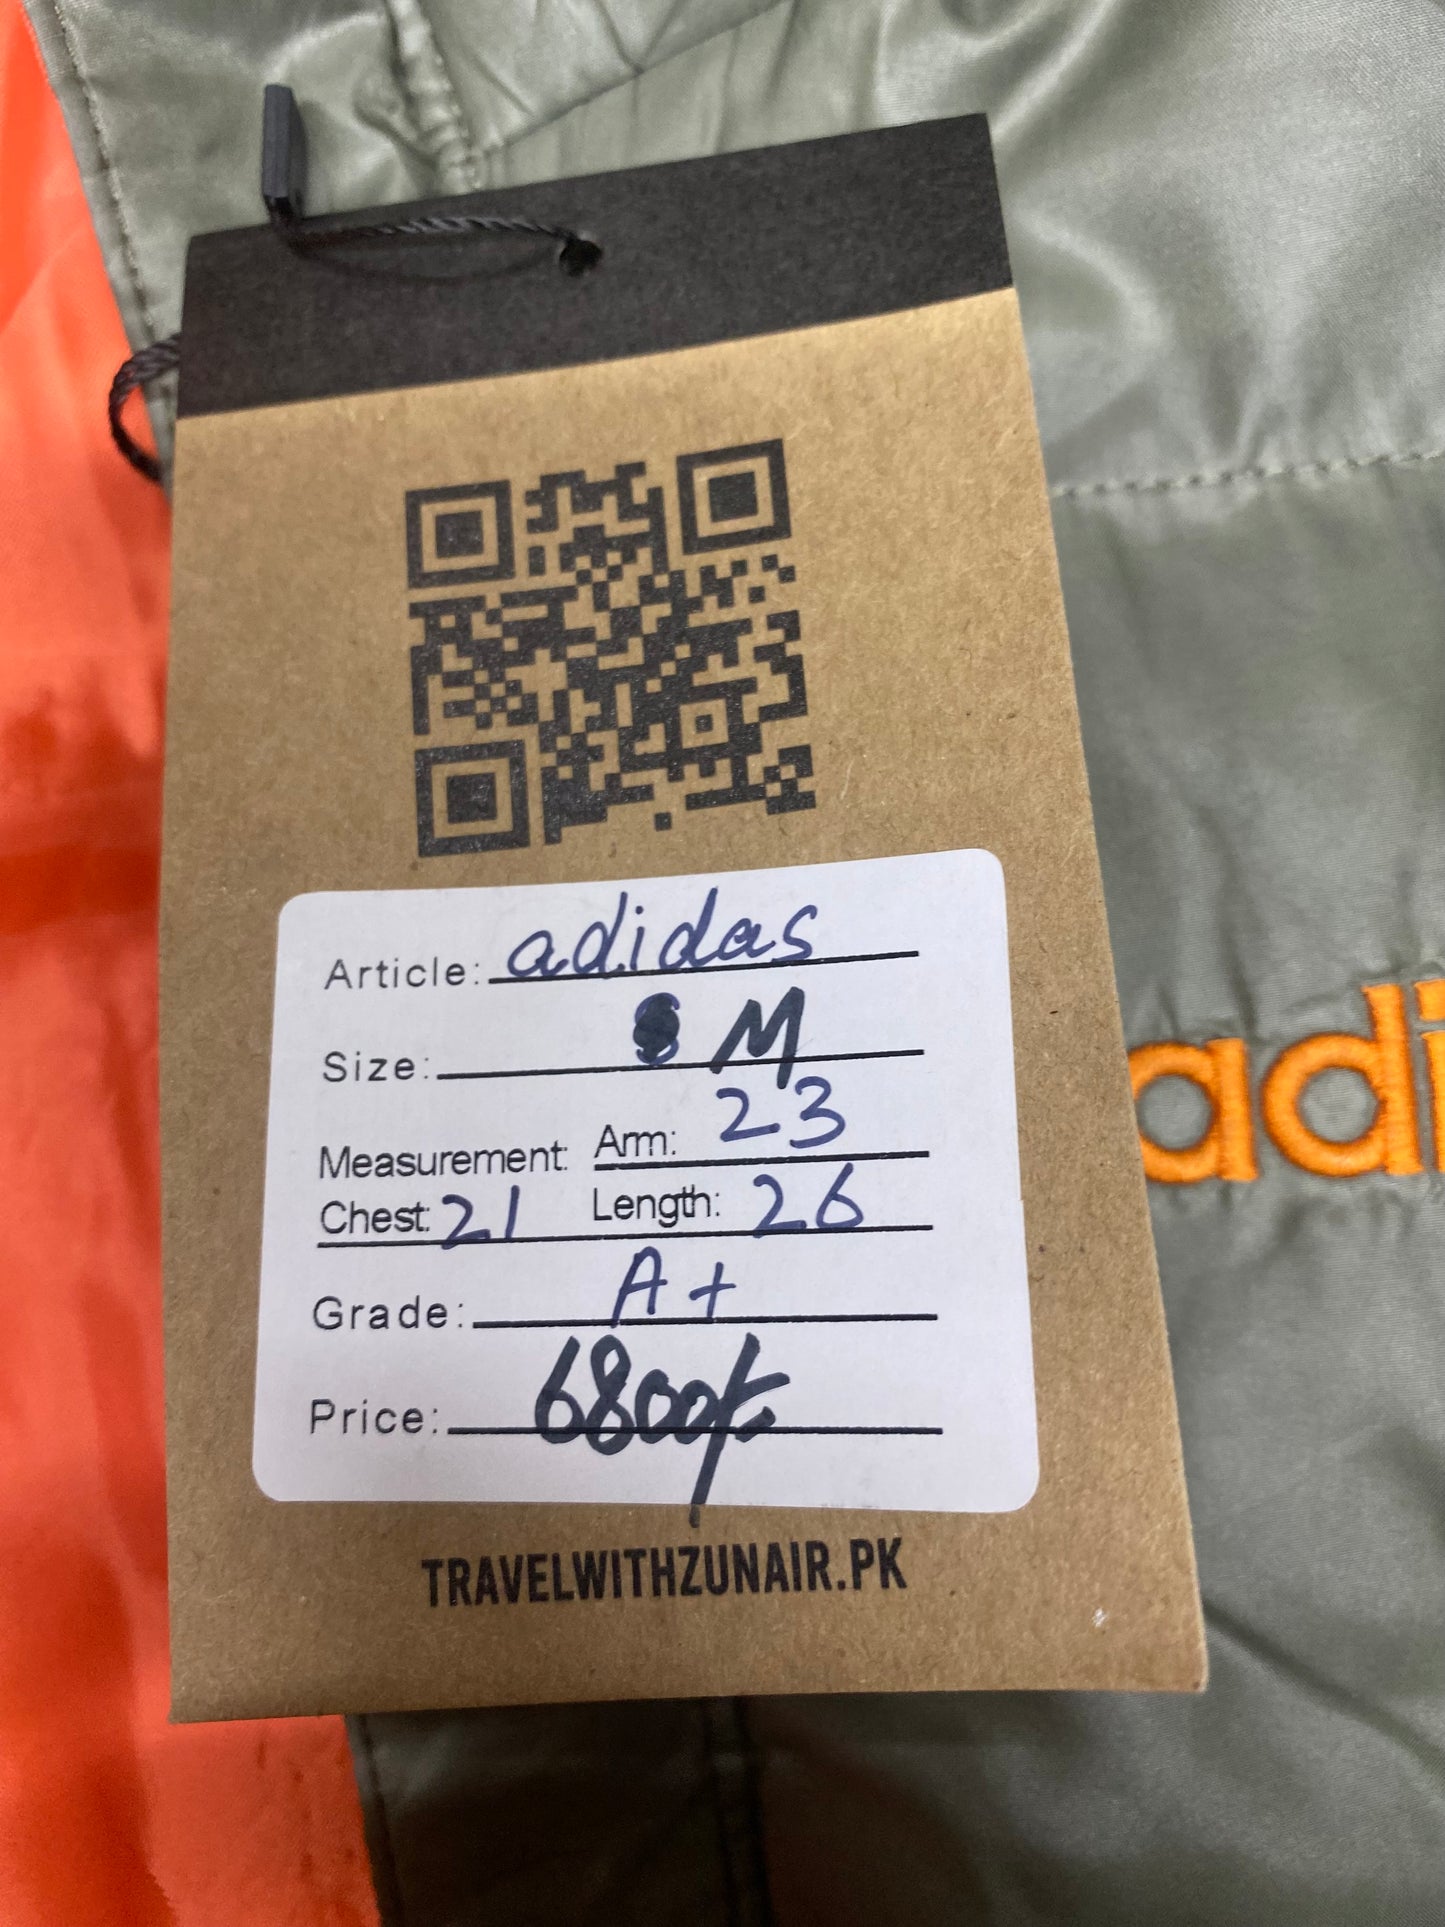 Article: adidas
Size: M
Measurement: Arm: 23
Chest: 21 Length: 26
Grade: A+
Price: 6800/-
TRAVELWITHZUNAIR.PK
adi